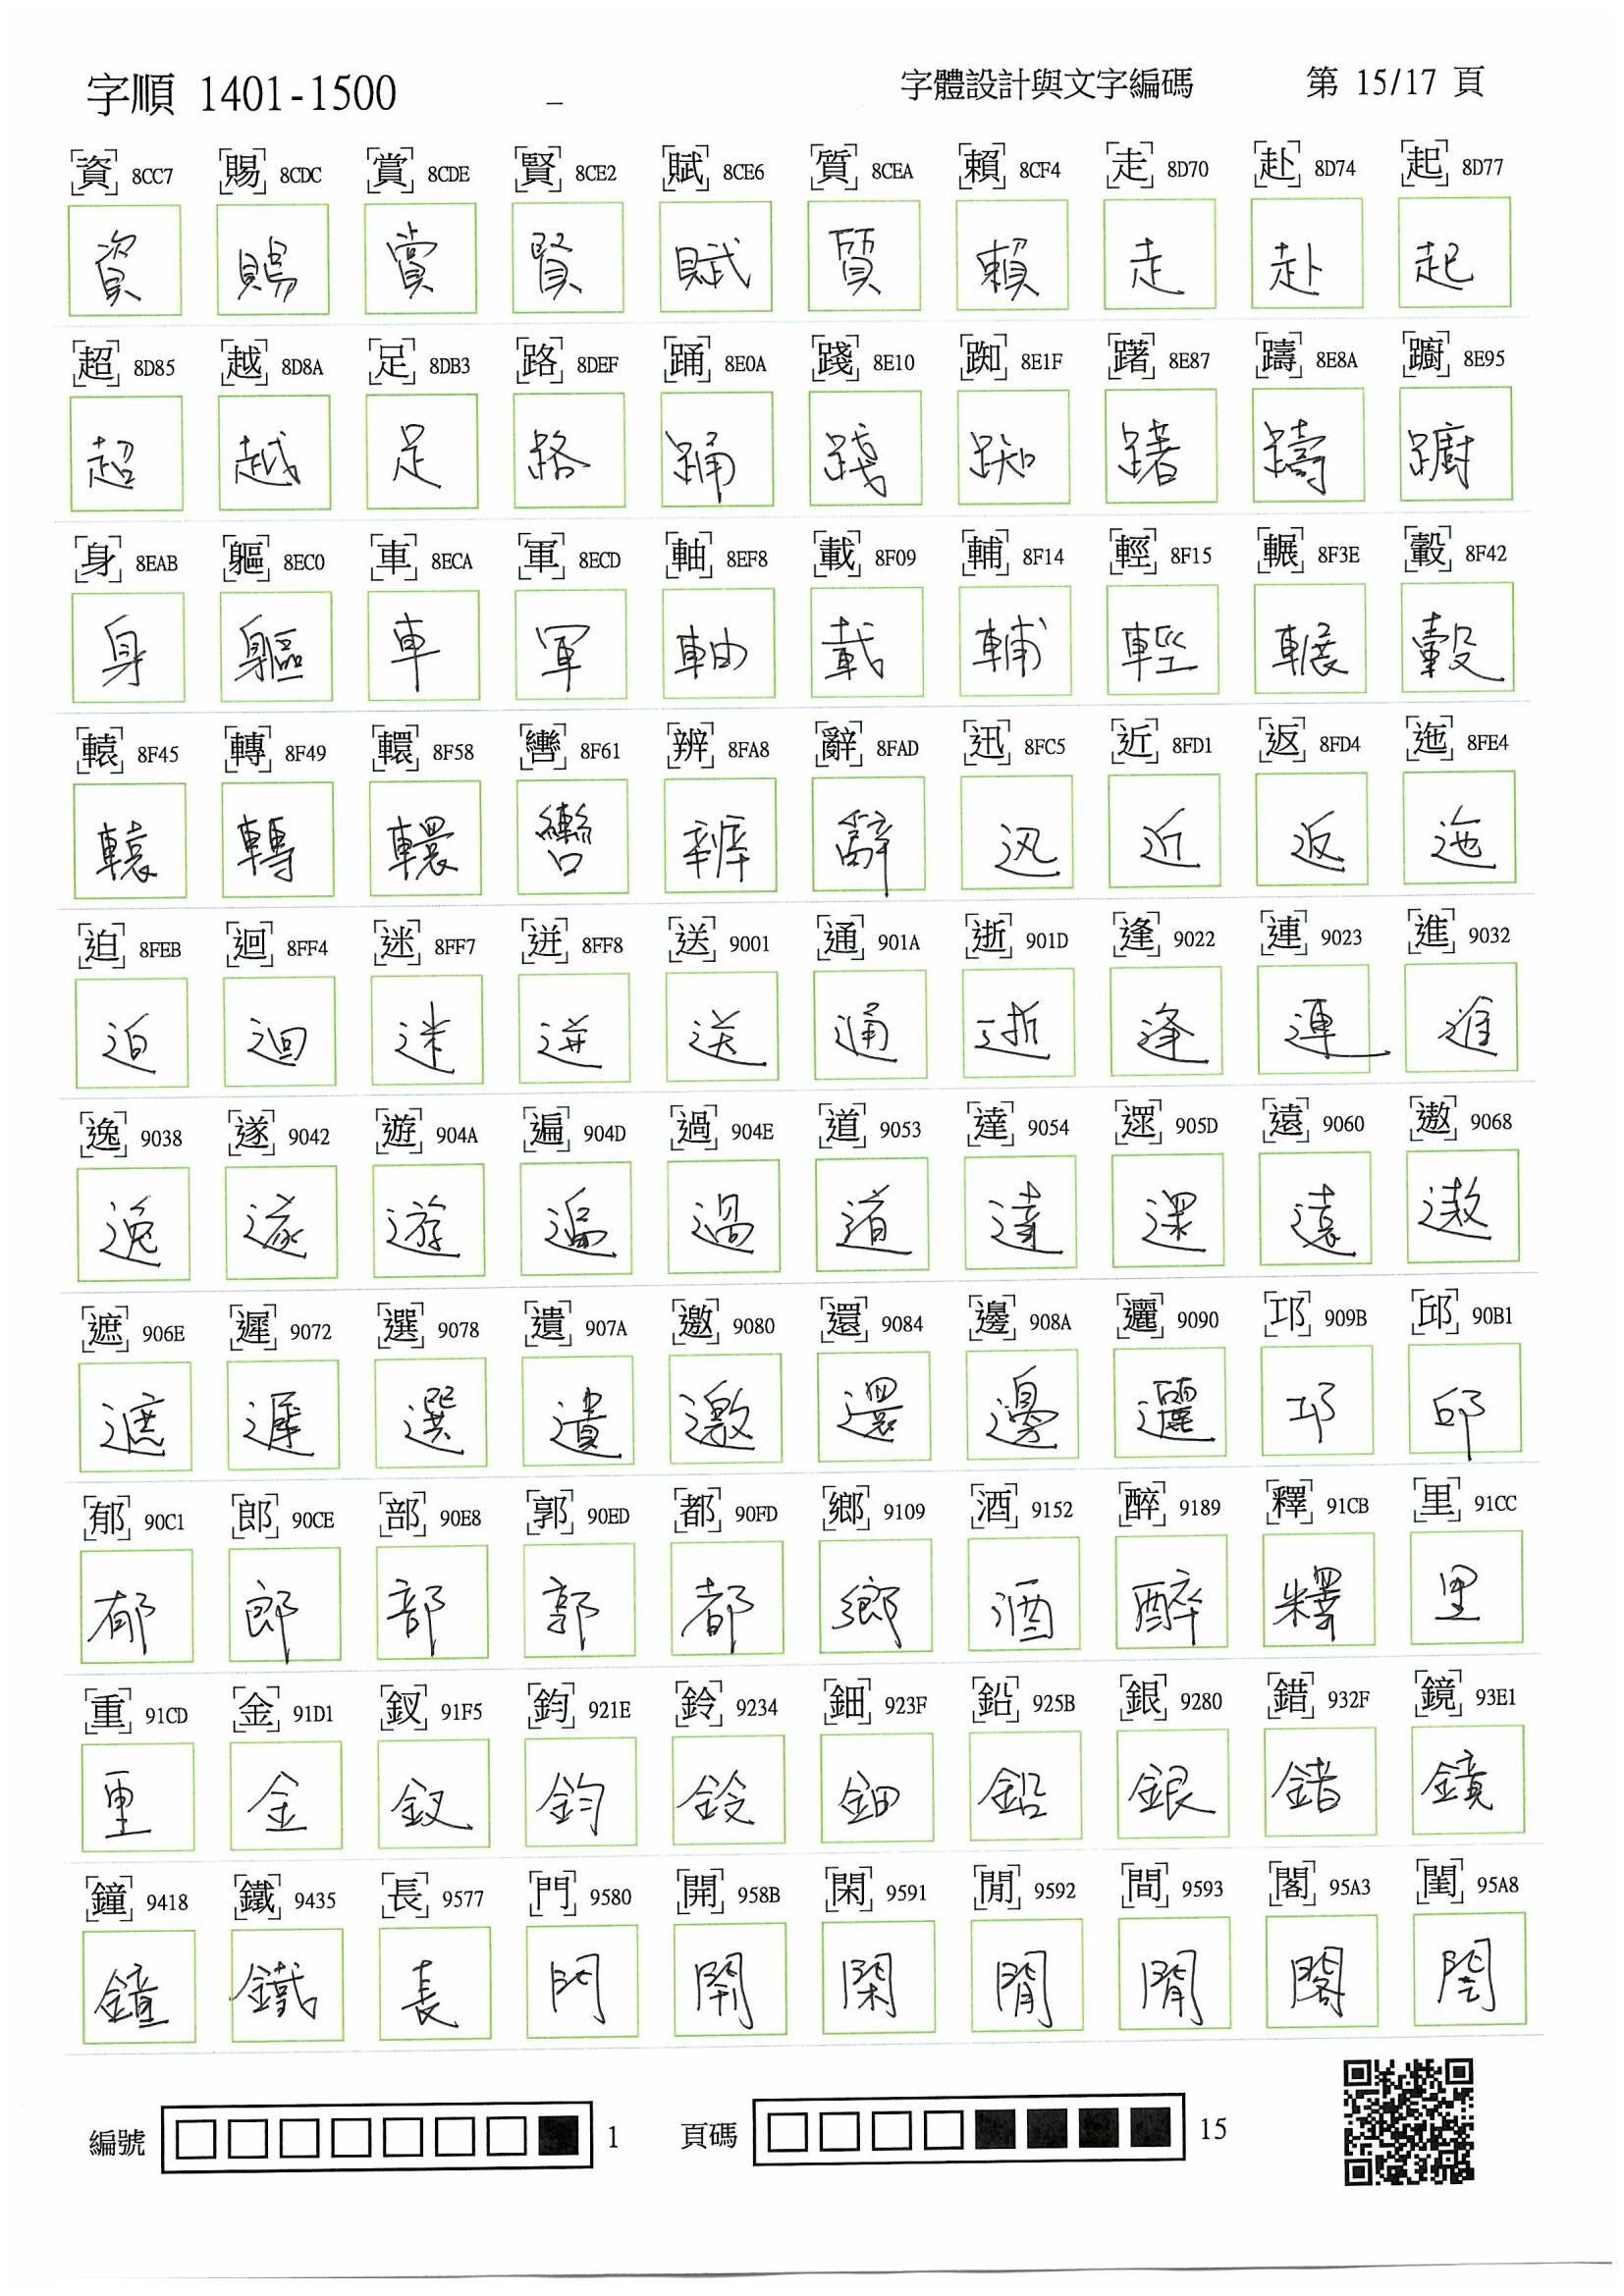 字順 1401-1500 _ 字體設計與文字編碼 第 15/17 頁
資 8CC7 賜 8CDC 賞 8CDE 賢 8CE2 賦 8CE6 質 8CEA 賴 8CF4 走 8D70 赴 8D74 起 8D77
資 賜 賞 賢 賦 質 賴 走 赴 起
超 8D85 越 8D8A 足 8DB3 路 8DEF 踊 8E0A 踐 8E10 踟 8E1F 躇 8E87 躊 8E8A 躕 8E95
超 越 足 路 踊 踐 踟 躇 躊 躕
身 8EAB 軀 8EC0 車 8ECA 軍 8ECD 軸 8EF8 載 8F09 輔 8F14 輕 8F15 輾 8F3E 轂 8F42
身 軀 車 軍 軸 載 輔 輕 輾 轂
轅 8F45 轉 8F49 轘 8F58 轡 8F61 辨 8FA8 辭 8FAD 迅 8FC5 近 8FD1 返 8FD4 迤 8FE4
轅 轉 轘 轡 辨 辭 迅 近 返 迤
迫 8FEB 迴 8FF4 迷 8FF7 迸 8FF8 送 9001 通 901A 逝 901D 逢 9022 連 9023 進 9032
迫 迴 迷 迸 送 通 逝 逢 連 進
逸 9038 遂 9042 遊 904A 遍 904D 過 904E 道 9053 達 9054 遝 905D 遠 9060 遨 9068
逸 遂 遊 遍 過 道 達 遝 遠 遨
遮 906E 遲 9072 選 9078 遺 907A 邀 9080 還 9084 邊 908A 邐 9090 邛 909B 邱 90B1
遮 遲 選 遺 邀 還 邊 邐 邛 邱
郁 90C1 郎 90CE 部 90E8 郭 90ED 都 90FD 鄉 9109 酒 9152 醉 9189 釋 91CB 里 91CC
郁 郎 部 郭 都 鄉 酒 醉 釋 里
重 91CD 金 91D1 釵 91F5 鈞 921E 鈴 9234 鈿 923F 鉛 925B 銀 9280 錯 932F 鏡 93E1
重 金 釵 鈞 鈴 鈿 鉛 銀 錯 鏡
鐘 9418 鐵 9435 長 9577 門 9580 開 958B 閑 9591 閒 9592 間 9593 閣 95A3 閨 95A8
鐘 鐵 長 門 開 閑 閒 閒 閣 閨
編號 1 頁碼 15